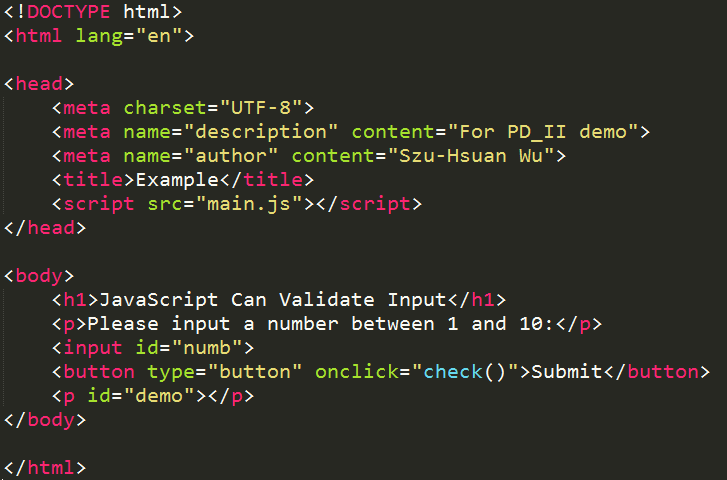 <!DOCTYPE html>
<html lang="en">
<head>
<meta charset="UTF-8">
<meta name="description" content="For PD_II demo">
<meta name="author" content="Szu-Hsuan Wu">
<title>Example</title>
<script src="main.js"></script>
</head>
<body>
<h1>JavaScript Can Validate Input</h1>
<p>Please input a number between 1 and 10:</p>
<input id="numb">
<button type="button" onclick="check()">Submit</button>
<p id="demo"></p>
</body>
</html>